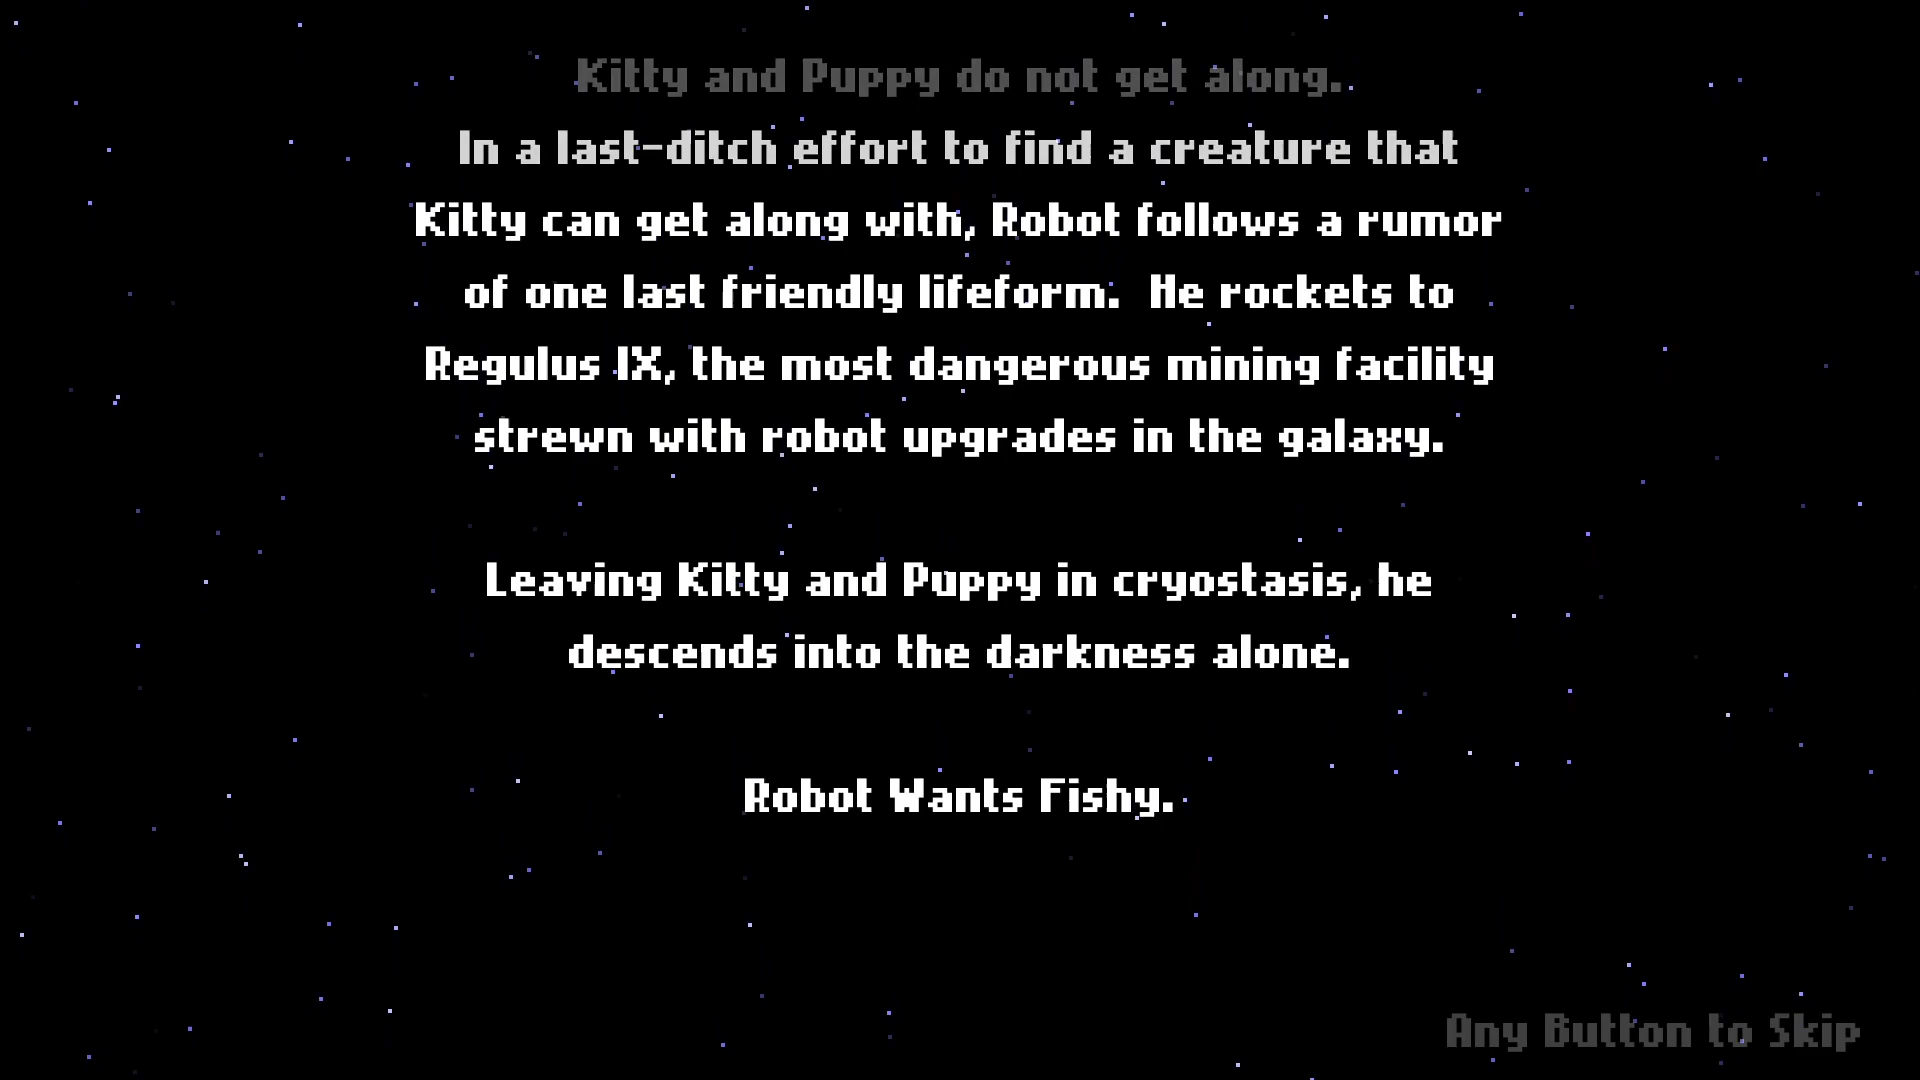 Kitty and Puppy do not get along.
In a last-ditch effort to find a creature that
Kitty can get along with, Robot follows a rumor
of one last friendly lifeform.  He rockets to
Regulus IX, the most dangerous mining facility
strewn with robot upgrades in the galaxy.
Leaving Kitty and Puppy in cryostasis, he
descends into the darkness alone.
Robot Wants Fishy.
Any Button to Skip